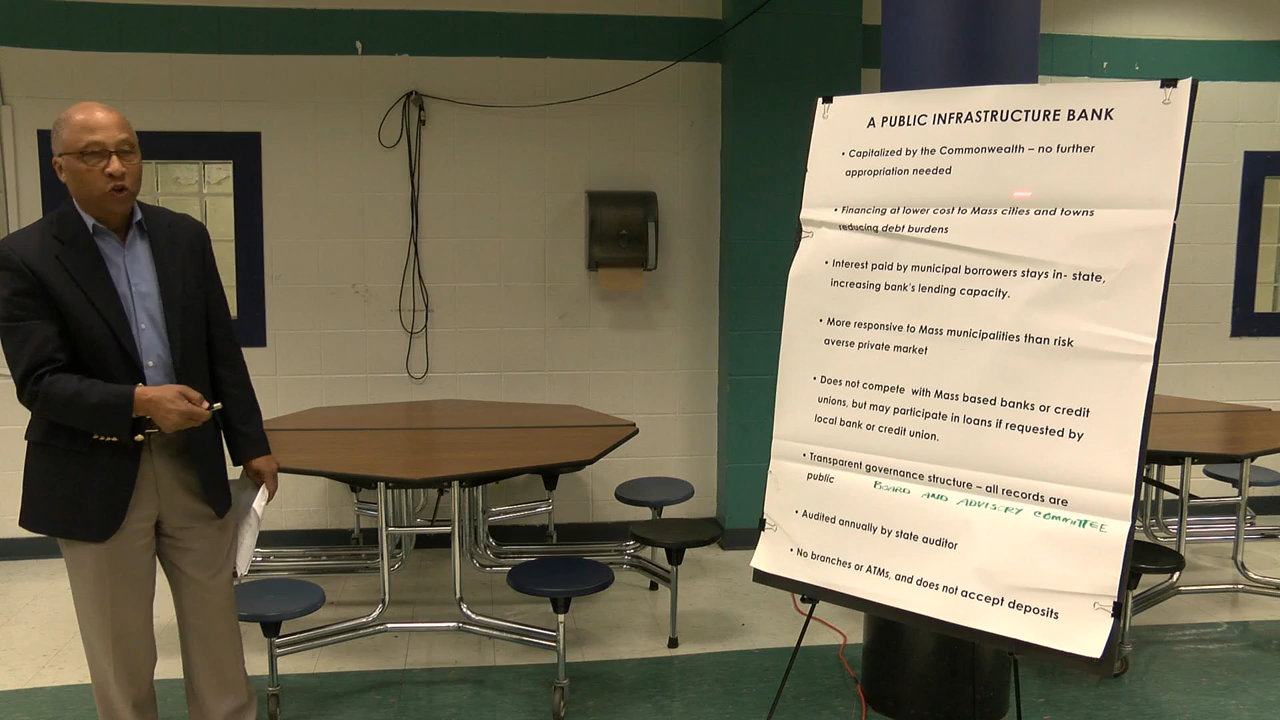 A PUBLIC INFRASTRUCTURE BANK
• Capitalized by the Commonwealth – no further
appropriation needed
• Financing at lower cost to Mass cities and towns
reducing debt burdens
• Interest paid by municipal borrowers stays in- state,
increasing bank's lending capacity.
• More responsive to Mass municipalities than risk
averse private market
• Does not compete with Mass based banks or credit
unions, but may participate in loans if requested by
local bank or credit union.
• Transparent governance structure – all records are
public BOARD AND ADVISORY COMMITTEE
• Audited annually by state auditor
• No branches or ATMs, and does not accept deposits